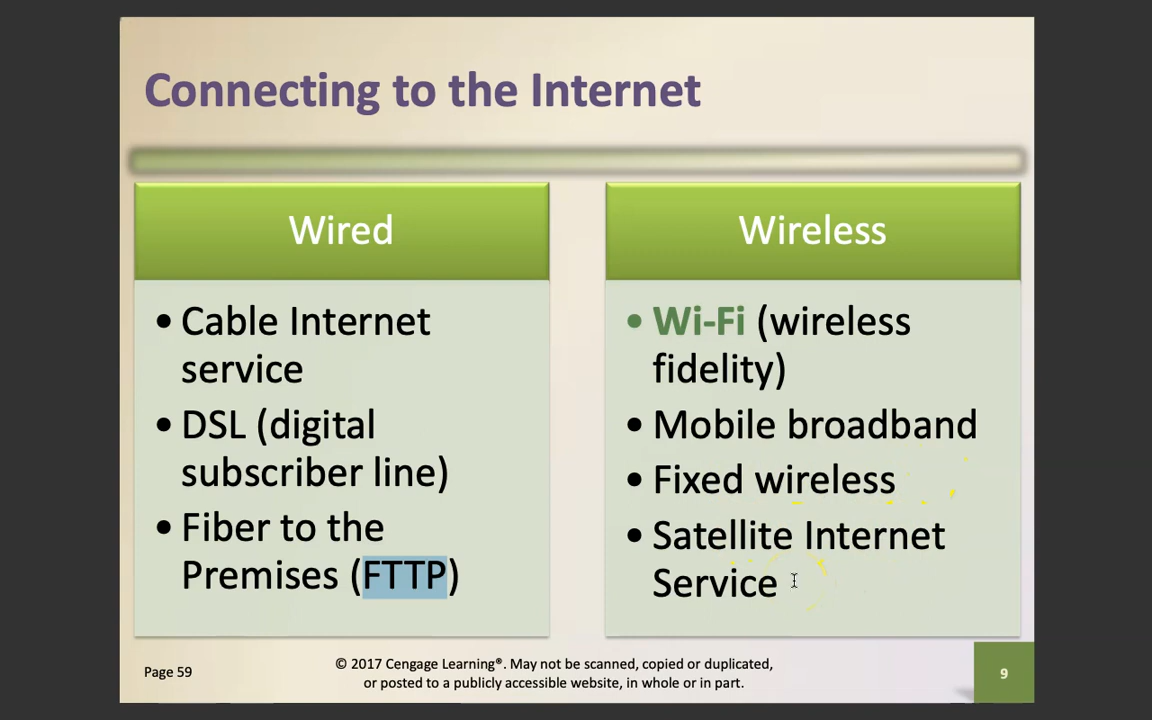 Connecting to the Internet
Wired
• Cable Internet
service
• DSL (digital
subscriber line)
• Fiber to the
Premises (FTTP)
Wireless
• Wi-Fi (wireless
fidelity)
• Mobile broadband
• Fixed wireless
• Satellite Internet
Service
Page 59
© 2017 Cengage Learning®. May not be scanned, copied or duplicated,
or posted to a publicly accessible website, in whole or in part.
9